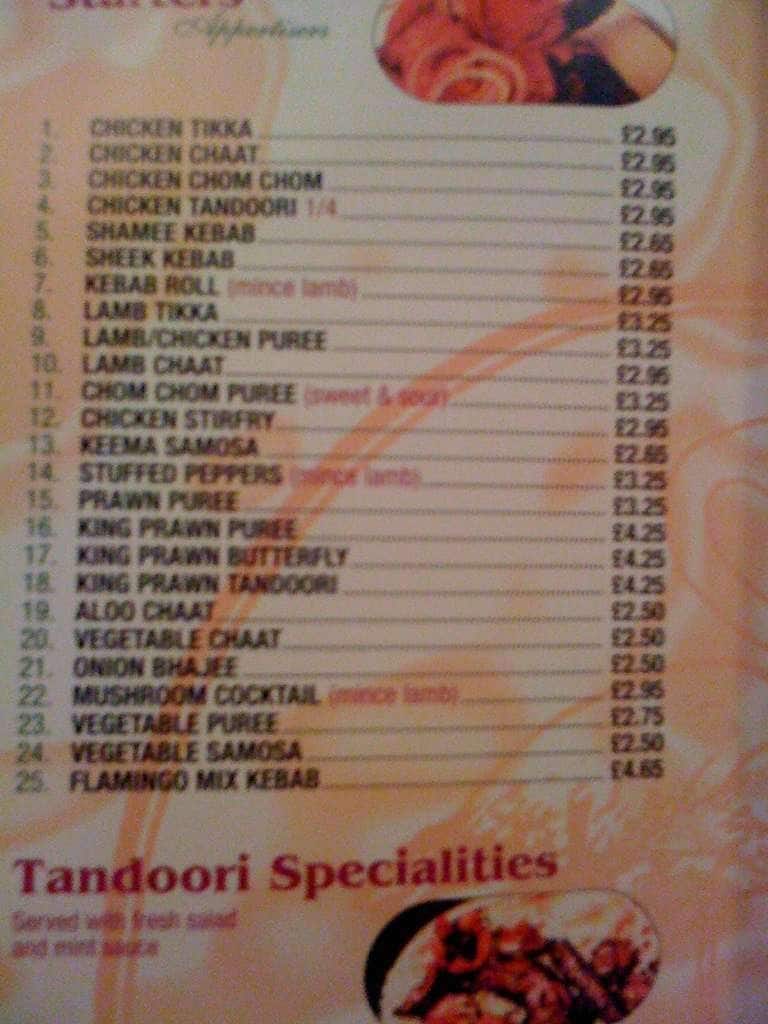 Starters
Appertisers
1. CHICKEN TIKKA £2.95
2. CHICKEN CHAAT £2.95
3. CHICKEN CHOM CHOM £2.95
4. CHICKEN TANDOORI 1/4 £2.95
5. SHAMEE KEBAB £2.65
6. SHEEK KEBAB £2.65
7. KEBAB ROLL (mince lamb) £2.95
8. LAMB TIKKA £3.25
9. LAMB/CHICKEN PUREE £3.25
10. LAMB CHAAT £2.95
11. CHOM CHOM PUREE (sweet & sour) £3.25
12. CHICKEN STIRFRY £2.95
13. KEEMA SAMOSA £2.65
14. STUFFED PEPPERS (mince lamb) £3.25
15. PRAWN PUREE £3.25
16. KING PRAWN PUREE £4.25
17. KING PRAWN BUTTERFLY £4.25
18. KING PRAWN TANDOORI £4.25
19. ALOO CHAAT £2.50
20. VEGETABLE CHAAT £2.50
21. ONION BHAJEE £2.50
22. MUSHROOM COCKTAIL (mince lamb) £2.95
23. VEGETABLE PUREE £2.75
24. VEGETABLE SAMOSA £2.50
25. FLAMINGO MIX KEBAB £4.65
Tandoori Specialities
Served with fresh salad
and mint sauce